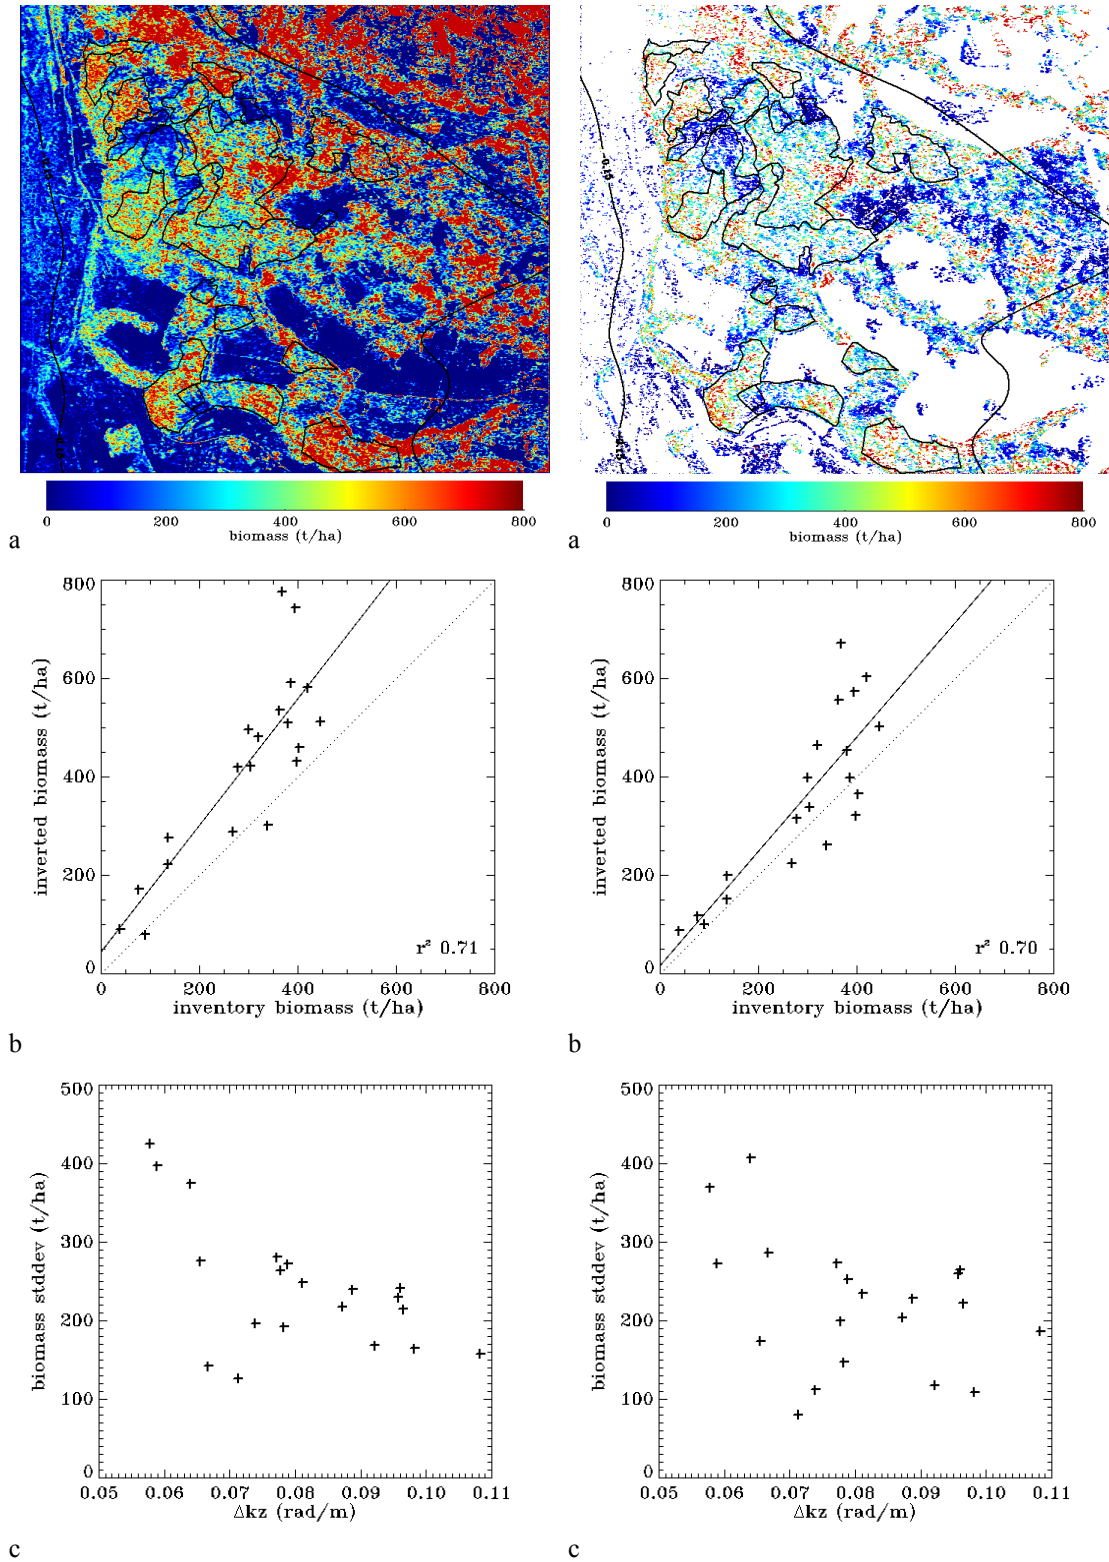 0 200 400 600 800
biomass (t/ha)
a
0 200 400 600 800
biomass (t/ha)
a
800
600
400
200
0
inverted biomass (t/ha)
r² 0.71
0 200 400 600 800
inventory biomass (t/ha)
b
800
600
400
200
0
inverted biomass (t/ha)
r² 0.70
0 200 400 600 800
inventory biomass (t/ha)
b
500
400
300
200
100
0
biomass stddev (t/ha)
0.05 0.06 0.07 0.08 0.09 0.10 0.11
Δkz (rad/m)
c
500
400
300
200
100
0
biomass stddev (t/ha)
0.05 0.06 0.07 0.08 0.09 0.10 0.11
Δkz (rad/m)
c